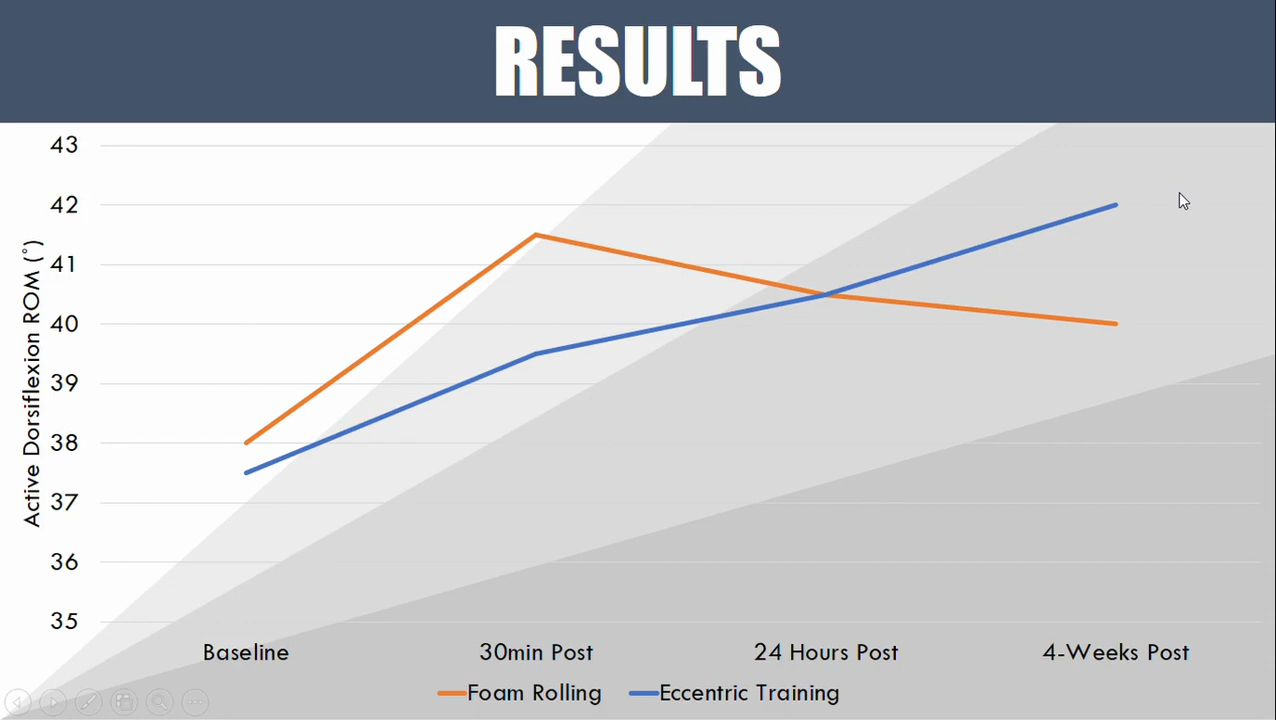 RESULTS
43
42
41
40
39
38
37
36
35
Active Dorsiflexion ROM (°)
Baseline
30min Post
24 Hours Post
4-Weeks Post
Foam Rolling
Eccentric Training